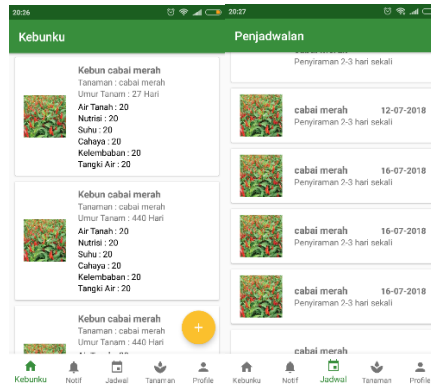 20:26
Kebunku
Kebun cabai merah
Tanaman : cabai merah
Umur Tanam : 27 Hari
Air Tanah : 20
Nutrisi : 20
Suhu : 20
Cahaya : 20
Kelembaban : 20
Tangki Air : 20
Kebun cabai merah
Tanaman : cabai merah
Umur Tanam : 440 Hari
Air Tanah : 20
Nutrisi : 20
Suhu : 20
Cahaya : 20
Kelembaban : 20
Tangki Air : 20
Kebun cabai merah
Tanaman : cabai merah
Umur Tanam : 440 Hari
+
Kebunku Notif Jadwal Tanaman Profile
20:27
Penjadwalan
Penyiraman 2-3 hari sekali
cabai merah 12-07-2018
Penyiraman 2-3 hari sekali
cabai merah 16-07-2018
Penyiraman 2-3 hari sekali
cabai merah 16-07-2018
Penyiraman 2-3 hari sekali
cabai merah 16-07-2018
Penyiraman 2-3 hari sekali
cabai merah
Kebunku Notif Jadwal Tanaman Profile